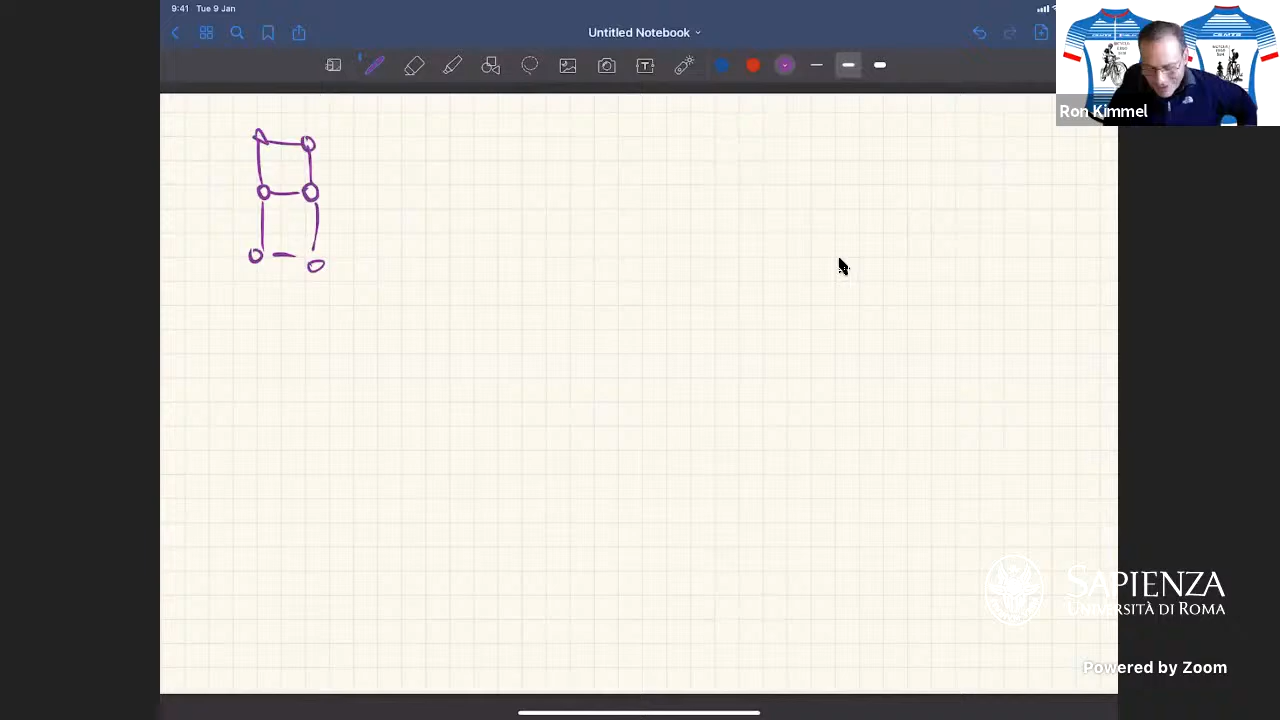 9:41 Tue 9 Jan
Untitled Notebook
Ron Kimmel
SAPIENZA
UNIVERSITÀ DI ROMA
Powered by Zoom